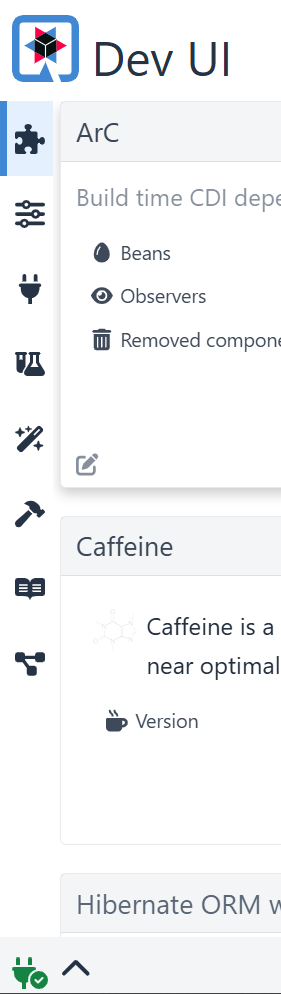 Dev UI
ArC
Build time CDI depe
Beans
Observers
Removed compone
Caffeine
Caffeine is a
near optimal
Version
Hibernate ORM w